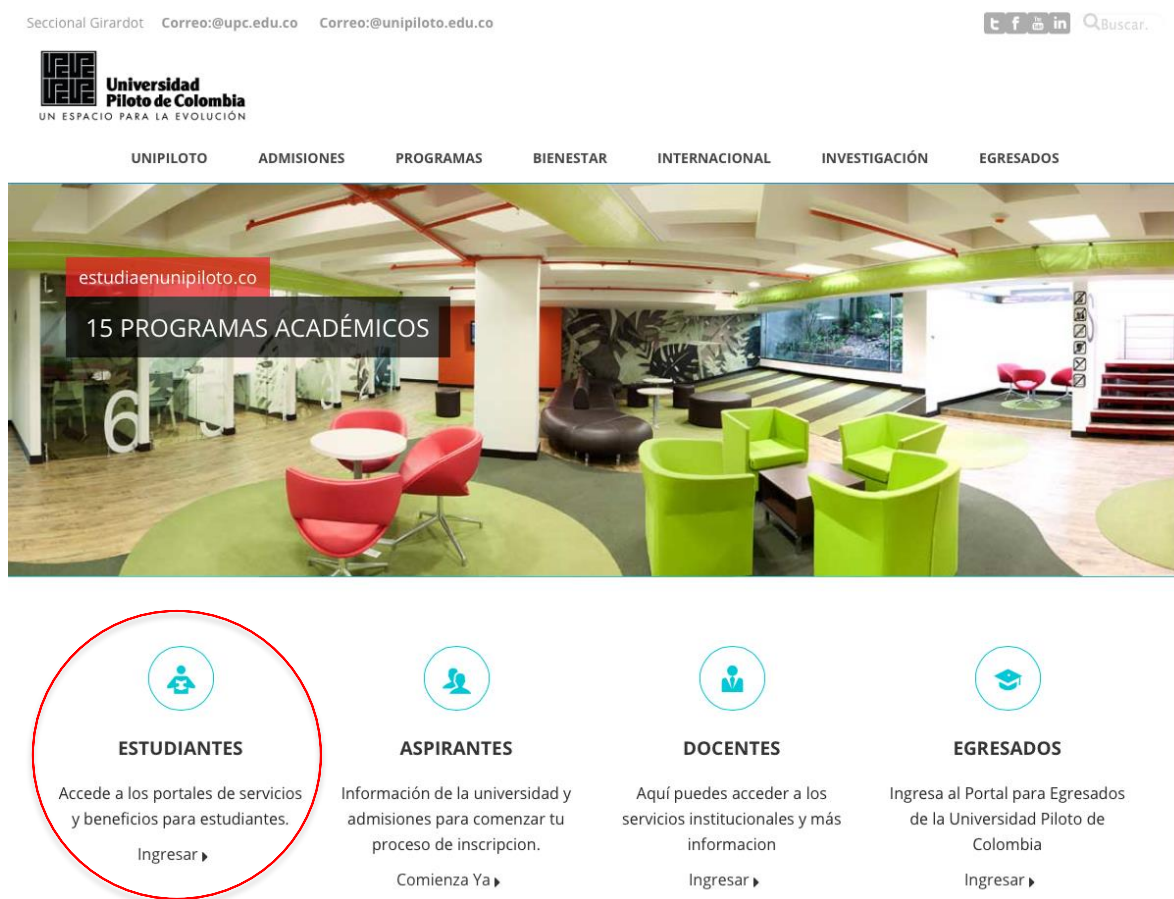 Seccional Girardot Correo:@upc.edu.co Correo:@unipiloto.edu.co
Buscar.
Universidad
Piloto de Colombia
UN ESPACIO PARA LA EVOLUCIÓN
UNIPILOTO ADMISIONES PROGRAMAS BIENESTAR INTERNACIONAL INVESTIGACIÓN EGRESADOS
estudiaenunipiloto.co
15 PROGRAMAS ACADÉMICOS
6
ESTUDIANTES
Accede a los portales de servicios
y beneficios para estudiantes.
Ingresar
ASPIRANTES
Información de la universidad y
admisiones para comenzar tu
proceso de inscripcion.
Comienza Ya
DOCENTES
Aquí puedes acceder a los
servicios institucionales y más
informacion
Ingresar
EGRESADOS
Ingresa al Portal para Egresados
de la Universidad Piloto de
Colombia
Ingresar